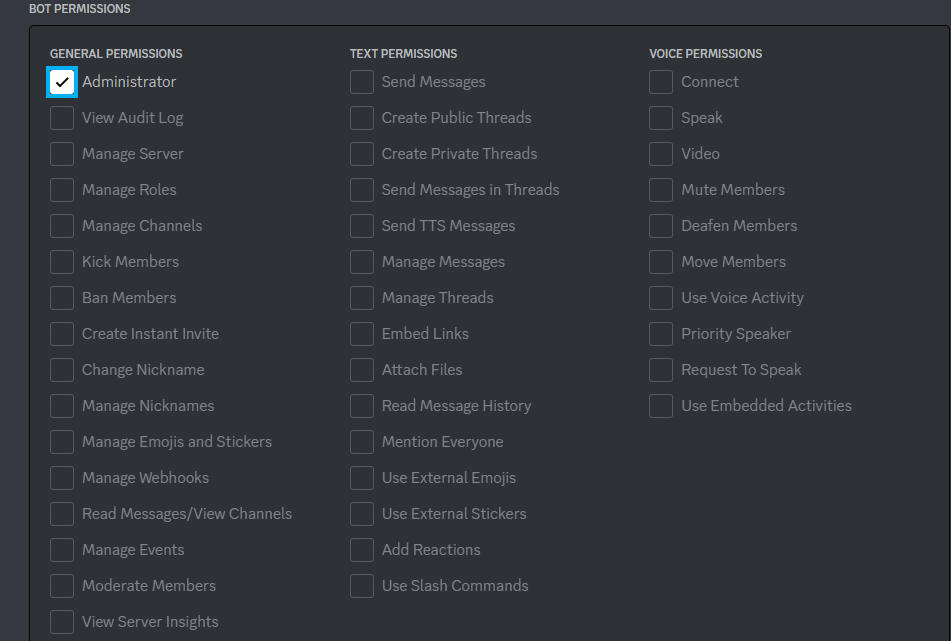 BOT PERMISSIONS
GENERAL PERMISSIONS
Administrator
View Audit Log
Manage Server
Manage Roles
Manage Channels
Kick Members
Ban Members
Create Instant Invite
Change Nickname
Manage Nicknames
Manage Emojis and Stickers
Manage Webhooks
Read Messages/View Channels
Manage Events
Moderate Members
View Server Insights
TEXT PERMISSIONS
Send Messages
Create Public Threads
Create Private Threads
Send Messages in Threads
Send TTS Messages
Manage Messages
Manage Threads
Embed Links
Attach Files
Read Message History
Mention Everyone
Use External Emojis
Use External Stickers
Add Reactions
Use Slash Commands
VOICE PERMISSIONS
Connect
Speak
Video
Mute Members
Deafen Members
Move Members
Use Voice Activity
Priority Speaker
Request To Speak
Use Embedded Activities